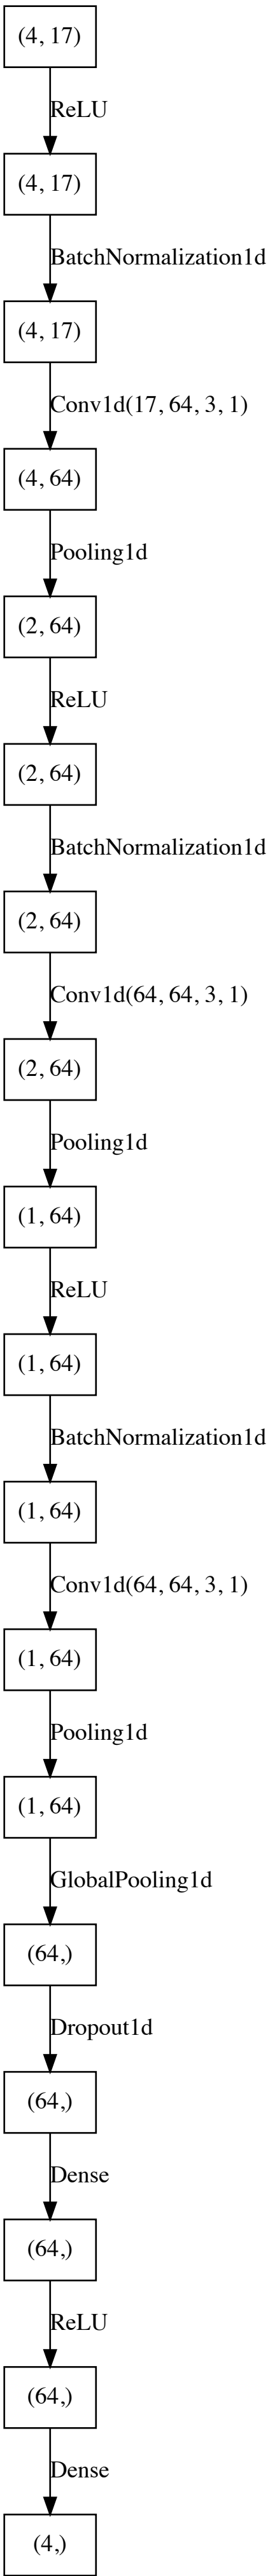 (4, 17)
ReLU
(4, 17)
BatchNormalization1d
(4, 17)
Conv1d(17, 64, 3, 1)
(4, 64)
Pooling1d
(2, 64)
ReLU
(2, 64)
BatchNormalization1d
(2, 64)
Conv1d(64, 64, 3, 1)
(2, 64)
Pooling1d
(1, 64)
ReLU
(1, 64)
BatchNormalization1d
(1, 64)
Conv1d(64, 64, 3, 1)
(1, 64)
Pooling1d
(1, 64)
GlobalPooling1d
(64,)
Dropout1d
(64,)
Dense
(64,)
ReLU
(64,)
Dense
(4,)